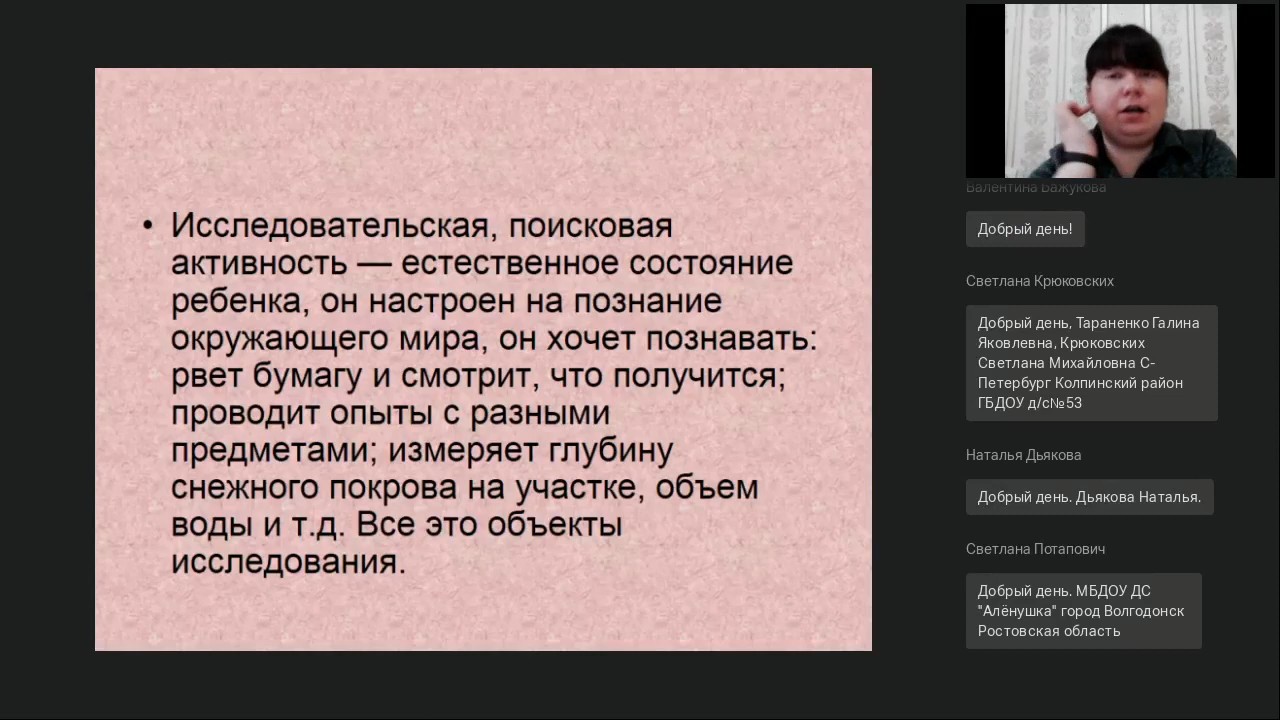 • Исследовательская, поисковая
активность — естественное состояние
ребенка, он настроен на познание
окружающего мира, он хочет познавать:
рвет бумагу и смотрит, что получится;
проводит опыты с разными
предметами; измеряет глубину
снежного покрова на участке, объем
воды и т.д. Все это объекты
исследования.
Валентина Бажукова
Добрый день!
Светлана Крюковских
Добрый день, Тараненко Галина
Яковлевна, Крюковских
Светлана Михайловна С-
Петербург Колпинский район
ГБДОУ д/с№53
Наталья Дьякова
Добрый день. Дьякова Наталья.
Светлана Потапович
Добрый день. МБДОУ ДС
"Алёнушка" город Волгодонск
Ростовская область